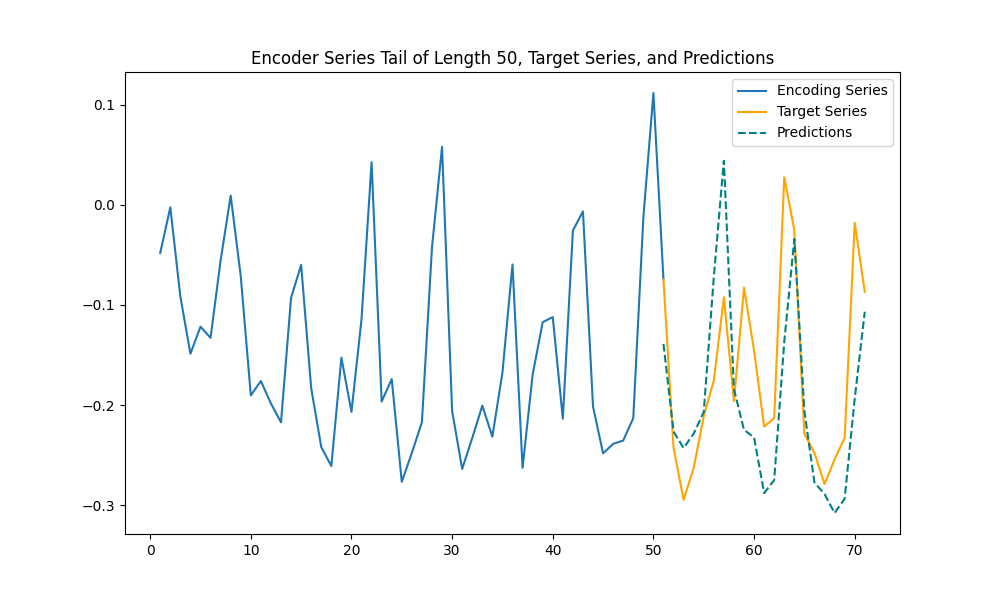 Encoder Series Tail of Length 50, Target Series, and Predictions
Encoding Series
Target Series
Predictions
0.1
0.0
−0.1
−0.2
−0.3
0 10 20 30 40 50 60 70